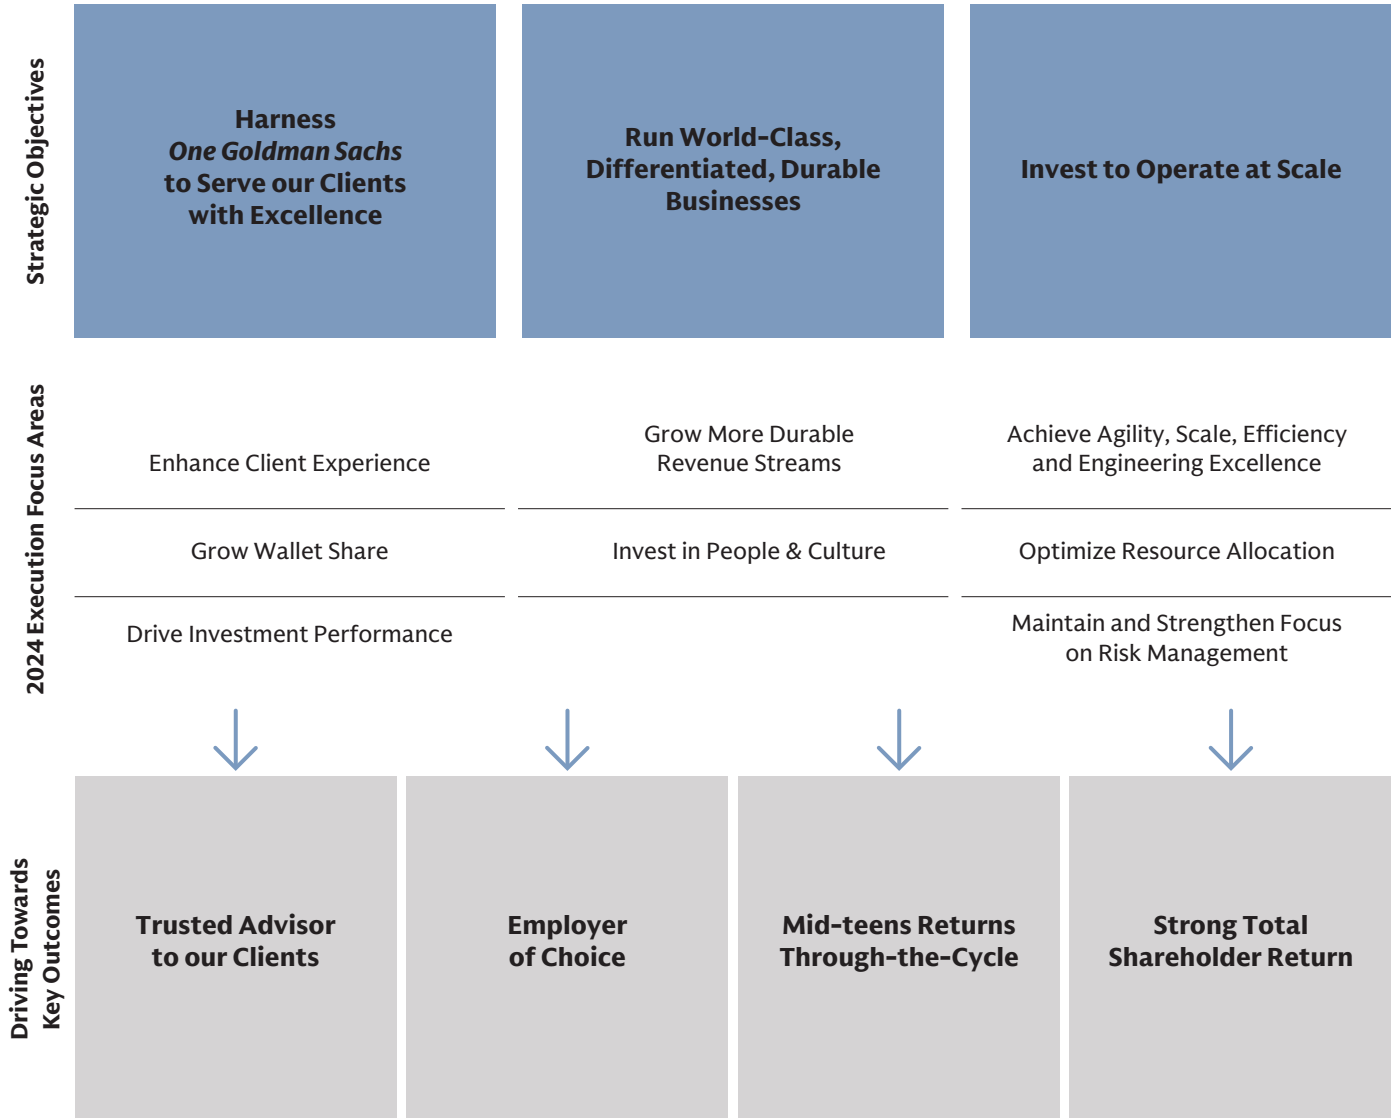 Strategic Objectives
Harness
One Goldman Sachs
to Serve our Clients
with Excellence
Run World-Class,
Differentiated, Durable
Businesses
Invest to Operate at Scale
2024 Execution Focus Areas
Enhance Client Experience
Grow More Durable
Revenue Streams
Achieve Agility, Scale, Efficiency
and Engineering Excellence
Grow Wallet Share
Invest in People & Culture
Optimize Resource Allocation
Drive Investment Performance
Maintain and Strengthen Focus
on Risk Management
Driving Towards
Key Outcomes
Trusted Advisor
to our Clients
Employer
of Choice
Mid-teens Returns
Through-the-Cycle
Strong Total
Shareholder Return